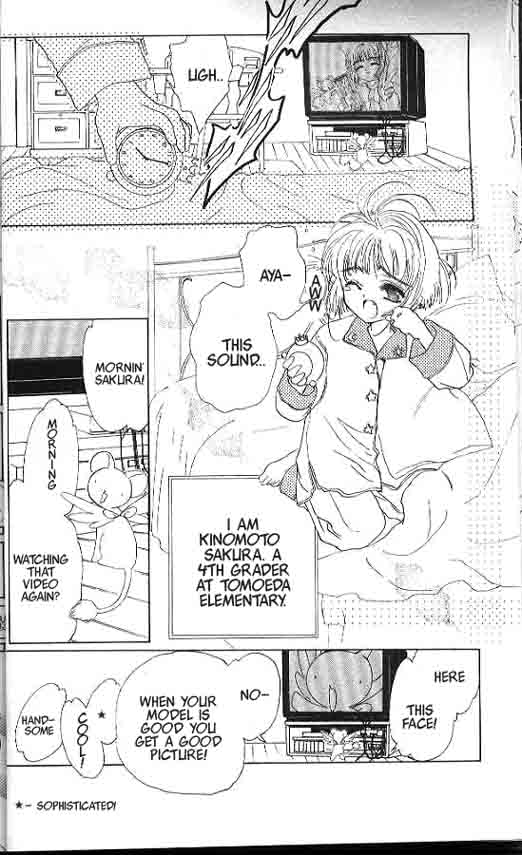 UGH..
AWW
AYA-
THIS
SOUND..
I AM
KINOMOTO
SAKURA. A
4TH GRADER
AT TOMOEDA
ELEMENTARY.
MORNIN'
SAKURA!
MORNING
WATCHING
THAT
VIDEO
AGAIN?
HERE
THIS
FACE!
NO-
WHEN YOUR
MODEL IS
GOOD YOU
GET A GOOD
PICTURE!
★
COOL!
HAND-
SOME
★- SOPHISTICATED!